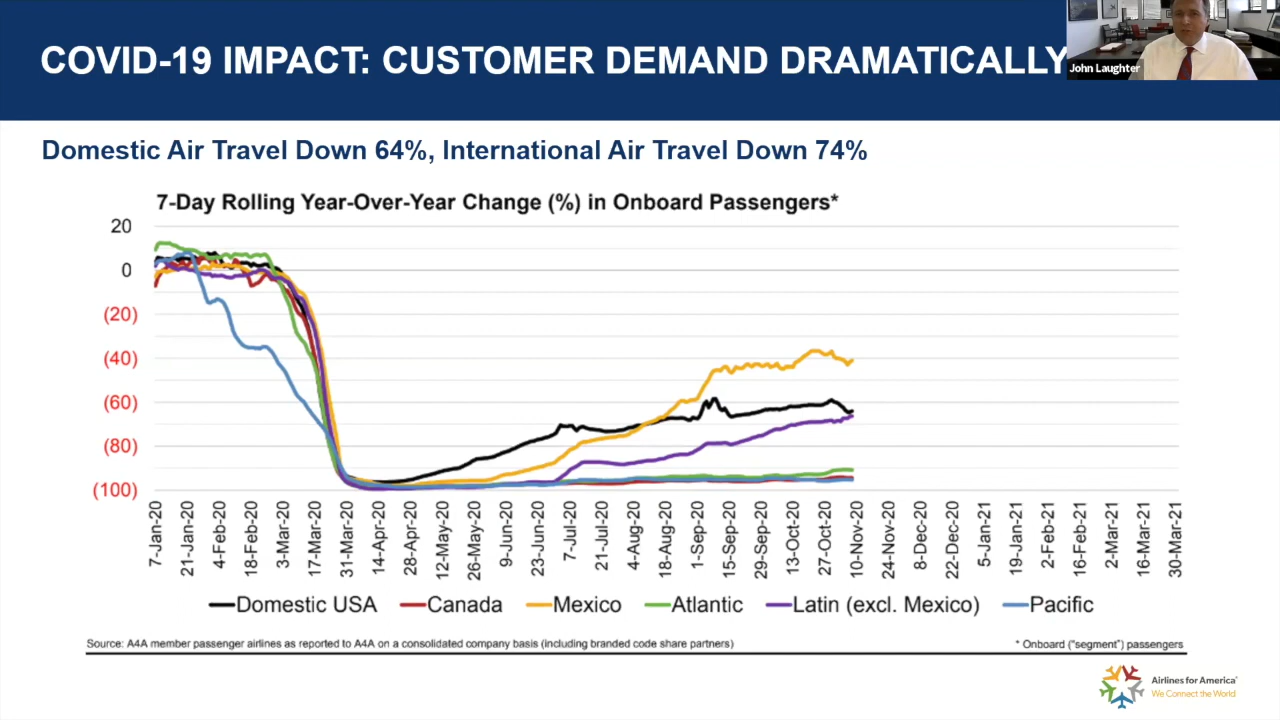 COVID-19 IMPACT: CUSTOMER DEMAND DRAMATICALLY
John Laughter
Domestic Air Travel Down 64%, International Air Travel Down 74%
7-Day Rolling Year-Over-Year Change (%) in Onboard Passengers*
20
0
(20)
(40)
(60)
(80)
(100)
7-Jan-20
21-Jan-20
4-Feb-20
18-Feb-20
3-Mar-20
17-Mar-20
31-Mar-20
14-Apr-20
28-Apr-20
12-May-20
26-May-20
9-Jun-20
23-Jun-20
7-Jul-20
21-Jul-20
4-Aug-20
18-Aug-20
1-Sep-20
15-Sep-20
29-Sep-20
13-Oct-20
27-Oct-20
10-Nov-20
24-Nov-20
8-Dec-20
22-Dec-20
5-Jan-21
19-Jan-21
2-Feb-21
16-Feb-21
2-Mar-21
16-Mar-21
30-Mar-21
Domestic USA Canada Mexico Atlantic Latin (excl. Mexico) Pacific
Source: A4A member passenger airlines as reported to A4A on a consolidated company basis (including branded code share partners)
* Onboard ("segment") passengers
Airlines for America®
We Connect the World